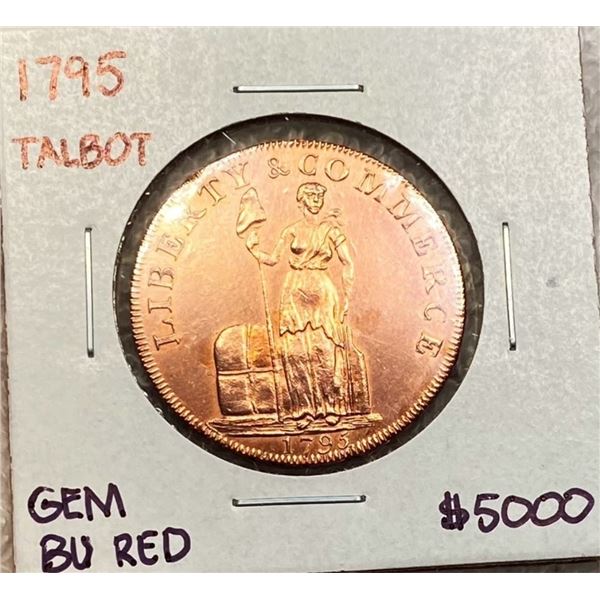 1795
TALBOT
LIBERTY & COMMERCE
1795
GEM
BU RED
$5000